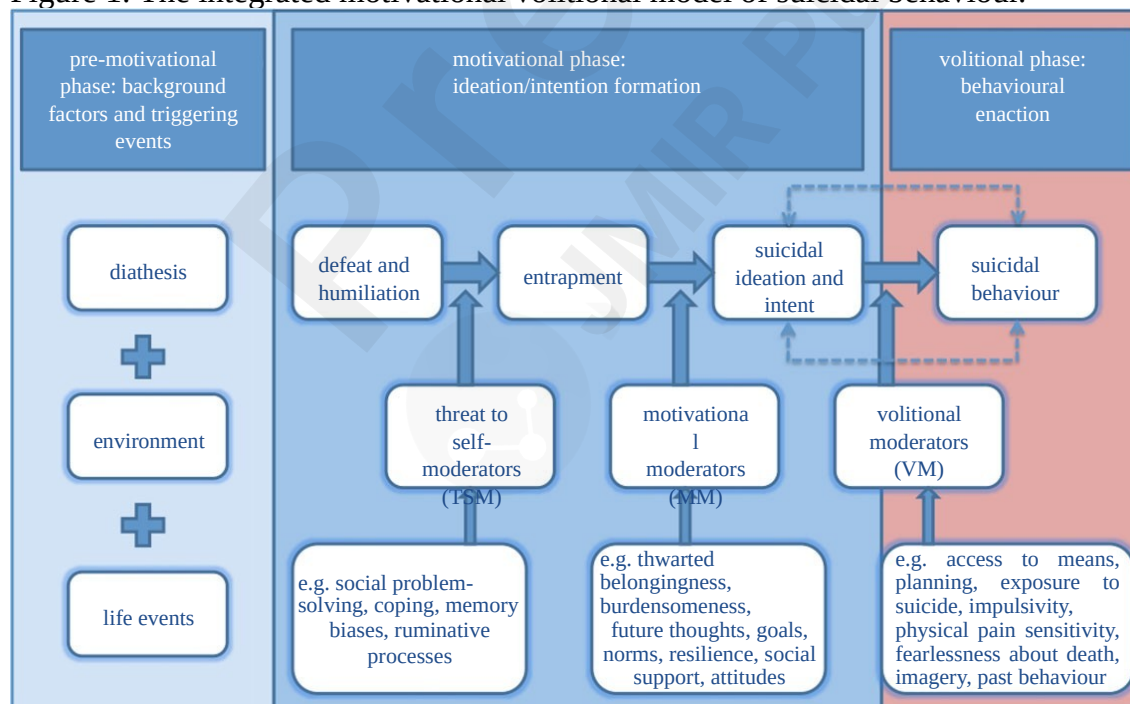 Figure 1. The integrated motivational-volitional model of suicidal behaviour.
pre-motivational
phase: background
factors and triggering
events
motivational phase:
ideation/intention formation
volitional phase:
behavioural
enaction
diathesis
environment
life events
defeat and
humiliation
entrapment
suicidal
ideation and
intent
suicidal
behaviour
threat to
self-
moderators
(TSM)
motivationa
l
moderators
(MM)
volitional
moderators
(VM)
e.g. social problem-
solving, coping, memory
biases, ruminative
processes
e.g. thwarted
belongingness,
burdensomeness,
future thoughts, goals,
norms, resilience, social
support, attitudes
e.g. access to means,
planning, exposure to
suicide, impulsivity,
physical pain sensitivity,
fearlessness about death,
imagery, past behaviour
Pre
JMIR